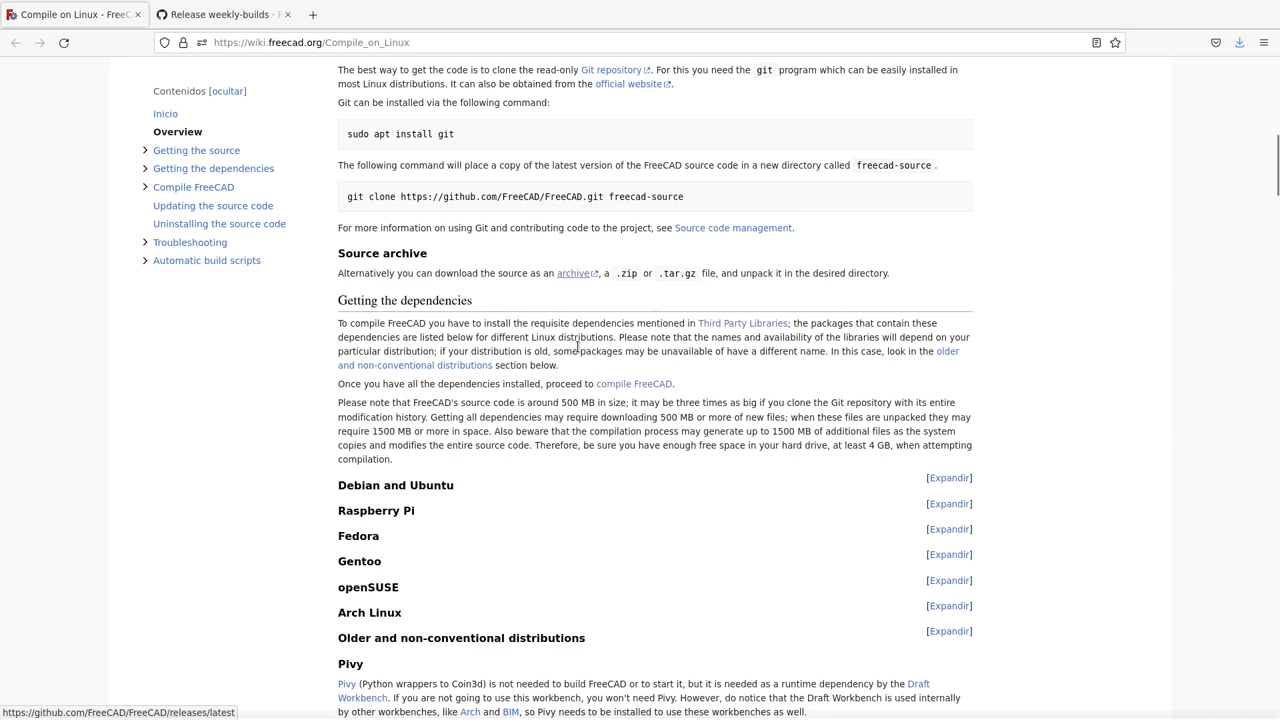 Compile on Linux - FreeC
Release weekly-builds · F
https://wiki.freecad.org/Compile_on_Linux
Contenidos [ocultar]
Inicio
Overview
Getting the source
Getting the dependencies
Compile FreeCAD
Updating the source code
Uninstalling the source code
Troubleshooting
Automatic build scripts
The best way to get the code is to clone the read-only Git repository. For this you need the git program which can be easily installed in
most Linux distributions. It can also be obtained from the official website.
Git can be installed via the following command:
sudo apt install git
The following command will place a copy of the latest version of the FreeCAD source code in a new directory called freecad-source.
git clone https://github.com/FreeCAD/FreeCAD.git freecad-source
For more information on using Git and contributing code to the project, see Source code management.
Source archive
Alternatively you can download the source as an archive, a .zip or .tar.gz file, and unpack it in the desired directory.
Getting the dependencies
To compile FreeCAD you have to install the requisite dependencies mentioned in Third Party Libraries; the packages that contain these
dependencies are listed below for different Linux distributions. Please note that the names and availability of the libraries will depend on your
particular distribution; if your distribution is old, some packages may be unavailable of have a different name. In this case, look in the older
and non-conventional distributions section below.
Once you have all the dependencies installed, proceed to compile FreeCAD.
Please note that FreeCAD's source code is around 500 MB in size; it may be three times as big if you clone the Git repository with its entire
modification history. Getting all dependencies may require downloading 500 MB or more of new files; when these files are unpacked they may
require 1500 MB or more in space. Also beware that the compilation process may generate up to 1500 MB of additional files as the system
copies and modifies the entire source code. Therefore, be sure you have enough free space in your hard drive, at least 4 GB, when attempting
compilation.
Debian and Ubuntu [Expandir]
Raspberry Pi [Expandir]
Fedora [Expandir]
Gentoo [Expandir]
openSUSE [Expandir]
Arch Linux [Expandir]
Older and non-conventional distributions [Expandir]
Pivy
Pivy (Python wrappers to Coin3d) is not needed to build FreeCAD or to start it, but it is needed as a runtime dependency by the Draft
Workbench. If you are not going to use this workbench, you won't need Pivy. However, do notice that the Draft Workbench is used internally
by other workbenches, like Arch and BIM, so Pivy needs to be installed to use these workbenches as well.
https://github.com/FreeCAD/FreeCAD/releases/latest